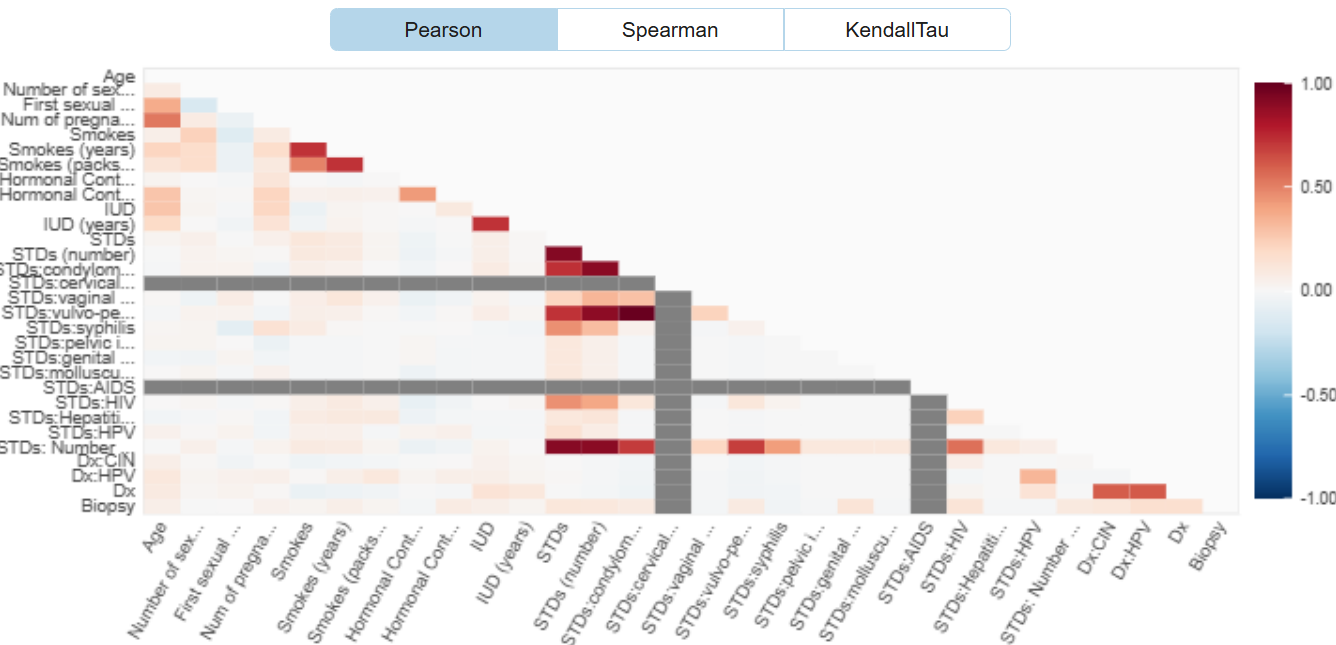 Pearson
Spearman
KendallTau
Age
Number of sex...
First sexual ...
Num of pregna...
Smokes
Smokes (years)
Smokes (packs...
Hormonal Cont...
Hormonal Cont...
IUD
IUD (years)
STDs
STDs (number)
STDs:condylom...
STDs:cervical...
STDs:vaginal ...
STDs:vulvo-pe...
STDs:syphilis
STDs:pelvic i...
STDs:genital ...
STDs:molluscu...
STDs:AIDS
STDs:HIV
STDs:Hepatiti...
STDs:HPV
STDs: Number ...
Dx:CIN
Dx:HPV
Dx
Biopsy
Age
Number of sex...
First sexual ...
Num of pregna...
Smokes
Smokes (years)
Smokes (packs...
Hormonal Cont...
Hormonal Cont...
IUD
IUD (years)
STDs
STDs (number)
STDs:condylom...
STDs:cervical...
STDs:vaginal ...
STDs:vulvo-pe...
STDs:syphilis
STDs:pelvic i...
STDs:genital ...
STDs:molluscu...
STDs:AIDS
STDs:HIV
STDs:Hepatiti...
STDs:HPV
STDs: Number ...
Dx:CIN
Dx:HPV
Dx
Biopsy
1.00
0.50
0.00
-0.50
-1.00